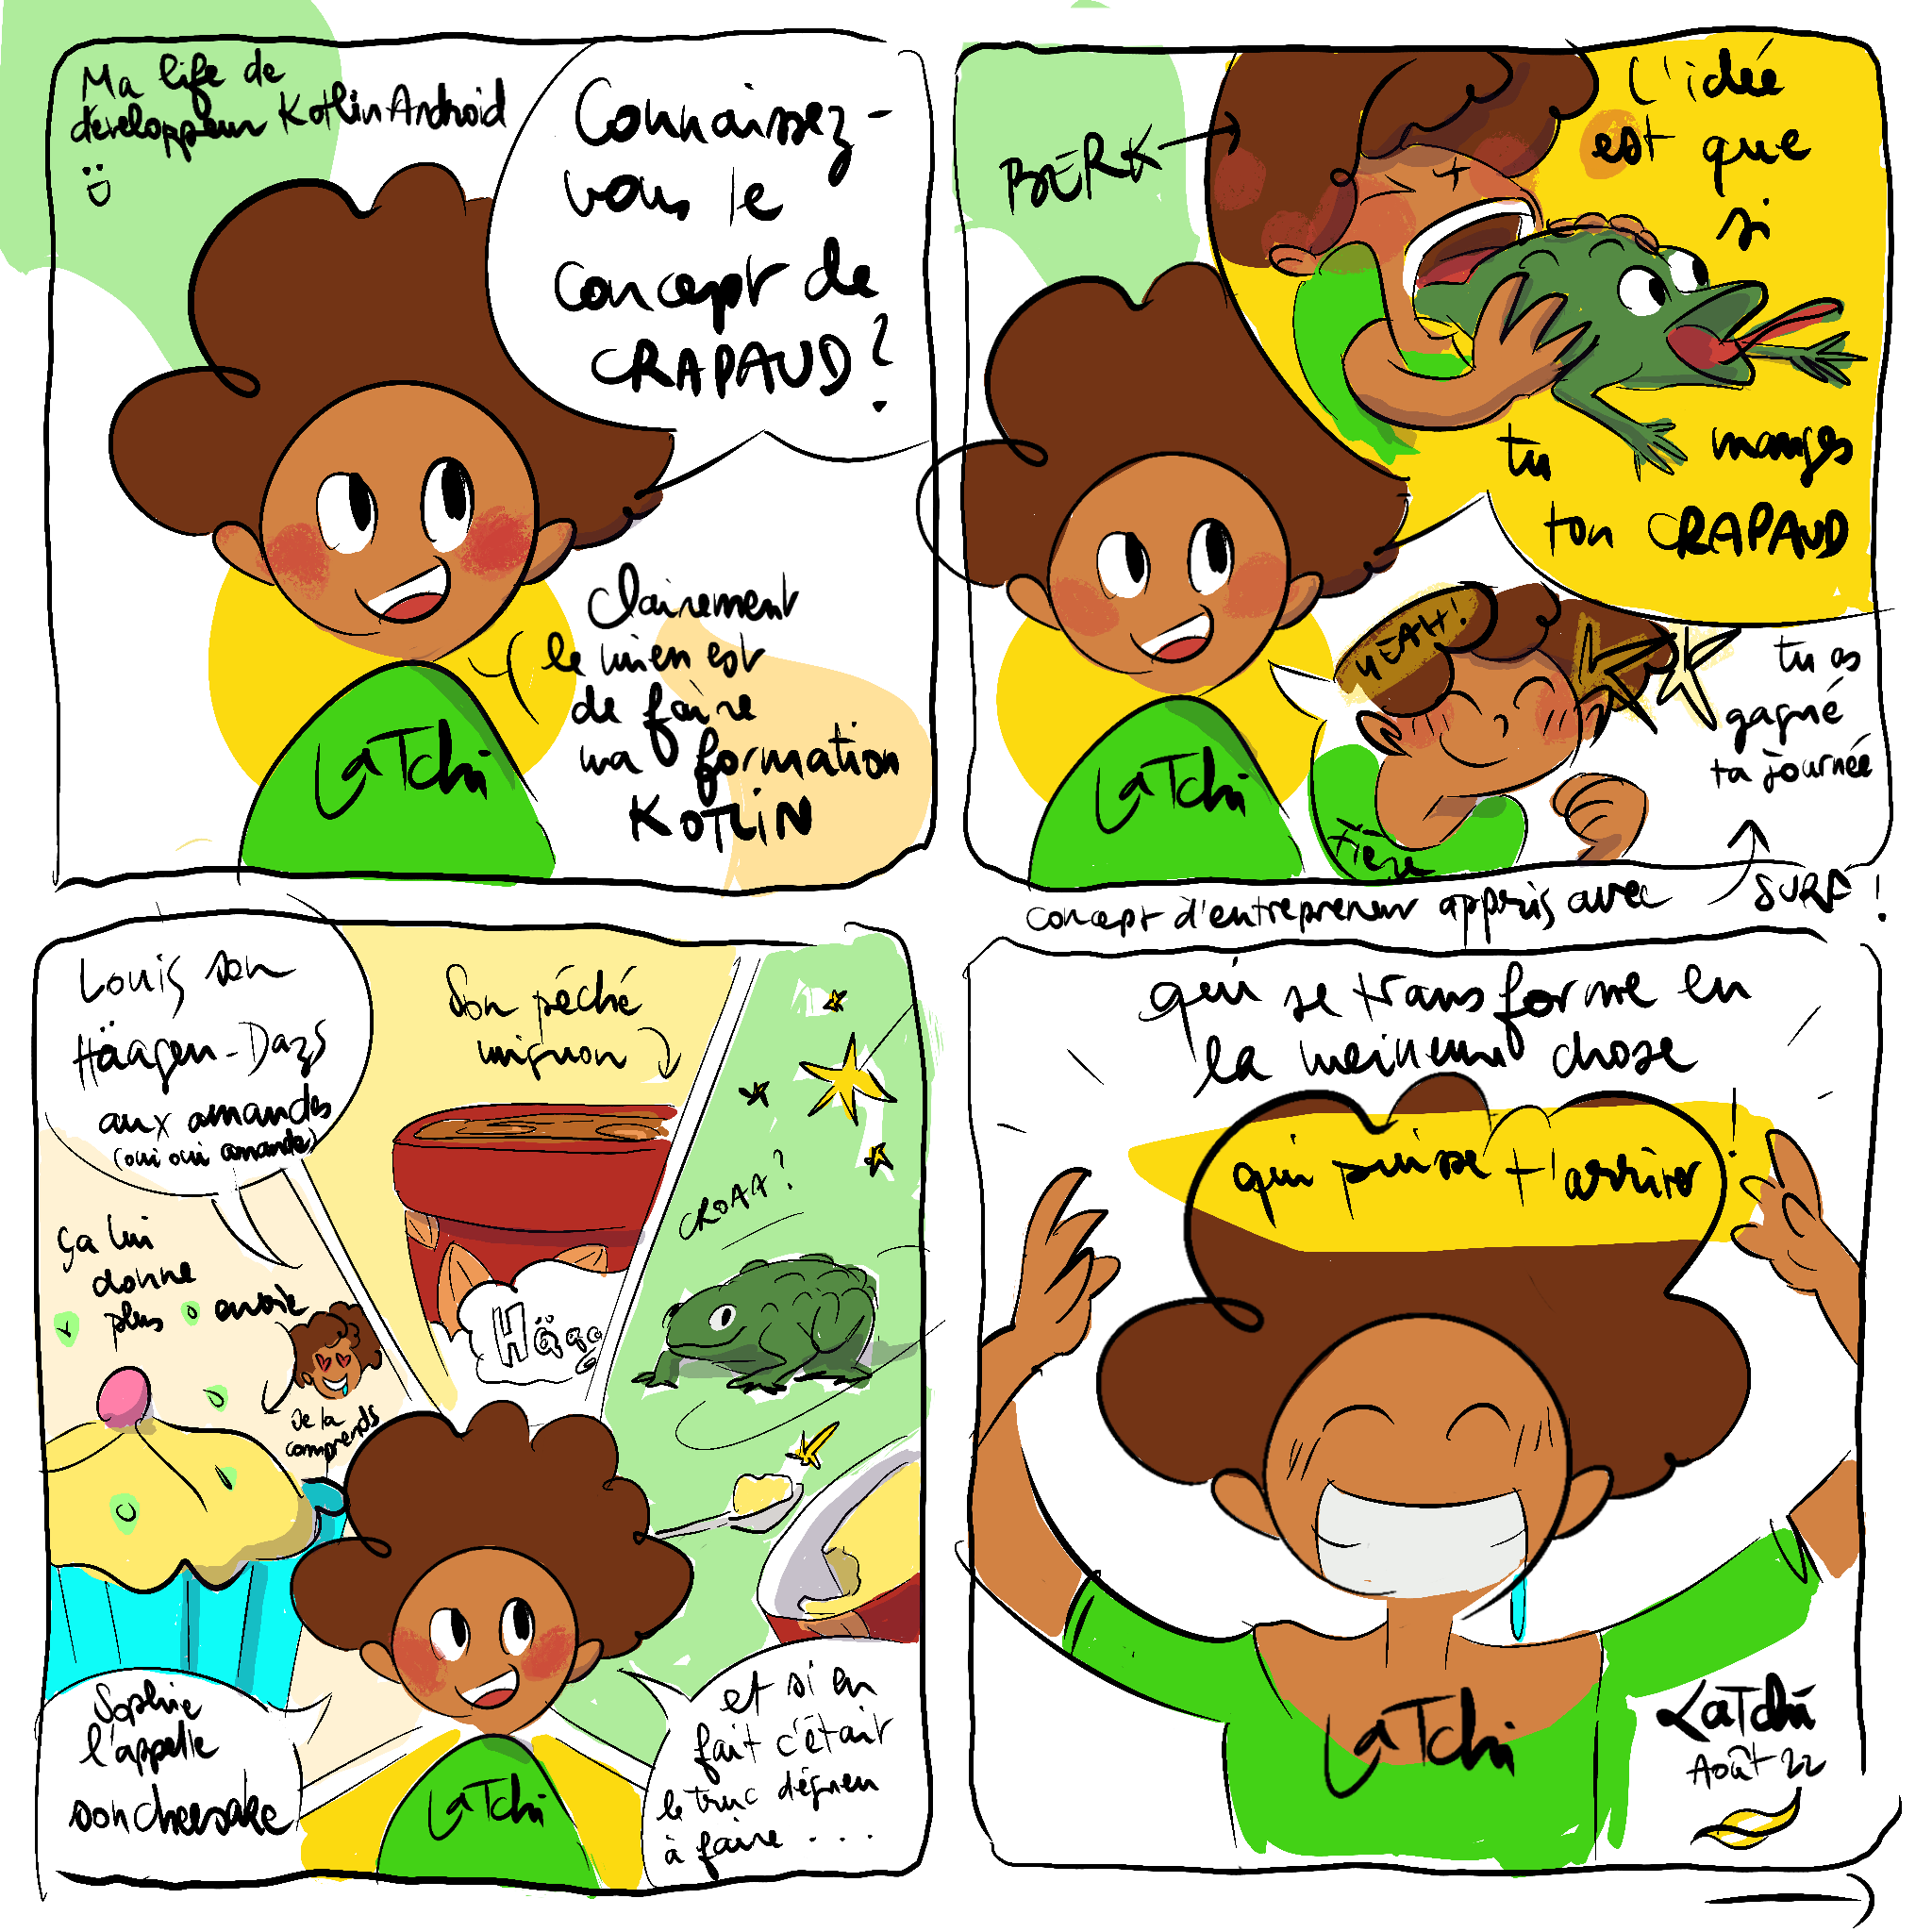 Ma life de
développeur Kotlin Android
Connaissez-
vous le
concept de
CRAPAUD?
Clairement
le mien est
de faire
ma formation
KOTLIN
LaTchi
BERK
L'idée
est que
si
tu manges
ton CRAPAUD
YEAH!
tu as
gagné
ta journée
Fière
LaTchi
concept d'entrepreneur appris avec SURF!
Louis son
Häagen-Dazs
aux amandes
(oui oui amande)
Son péché
mignon
CROAA?
Häaa
ça lui
donne
plus envie
Je la
comprends
Sophie
l'appelle
son cheesake
et si en
fait c'était
le truc dégueu
à faire ...
LaTchi
qui se transforme en
la meilleure chose
qui puisse t'arriver!
LaTchi
LaTchi
Août 22